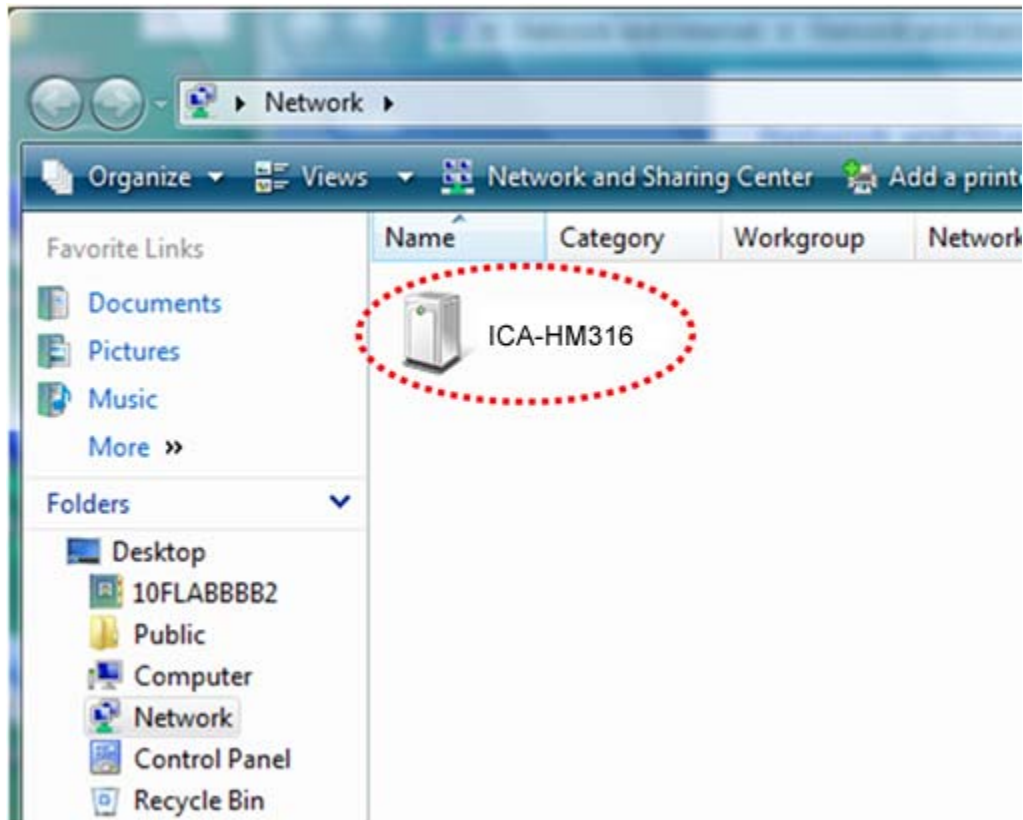 Network
Organize Views Network and Sharing Center Add a printe
Favorite Links
Name Category Workgroup Network
Documents
Pictures
Music
More »
ICA-HM316
Folders
Desktop
10FLABBBB2
Public
Computer
Network
Control Panel
Recycle Bin